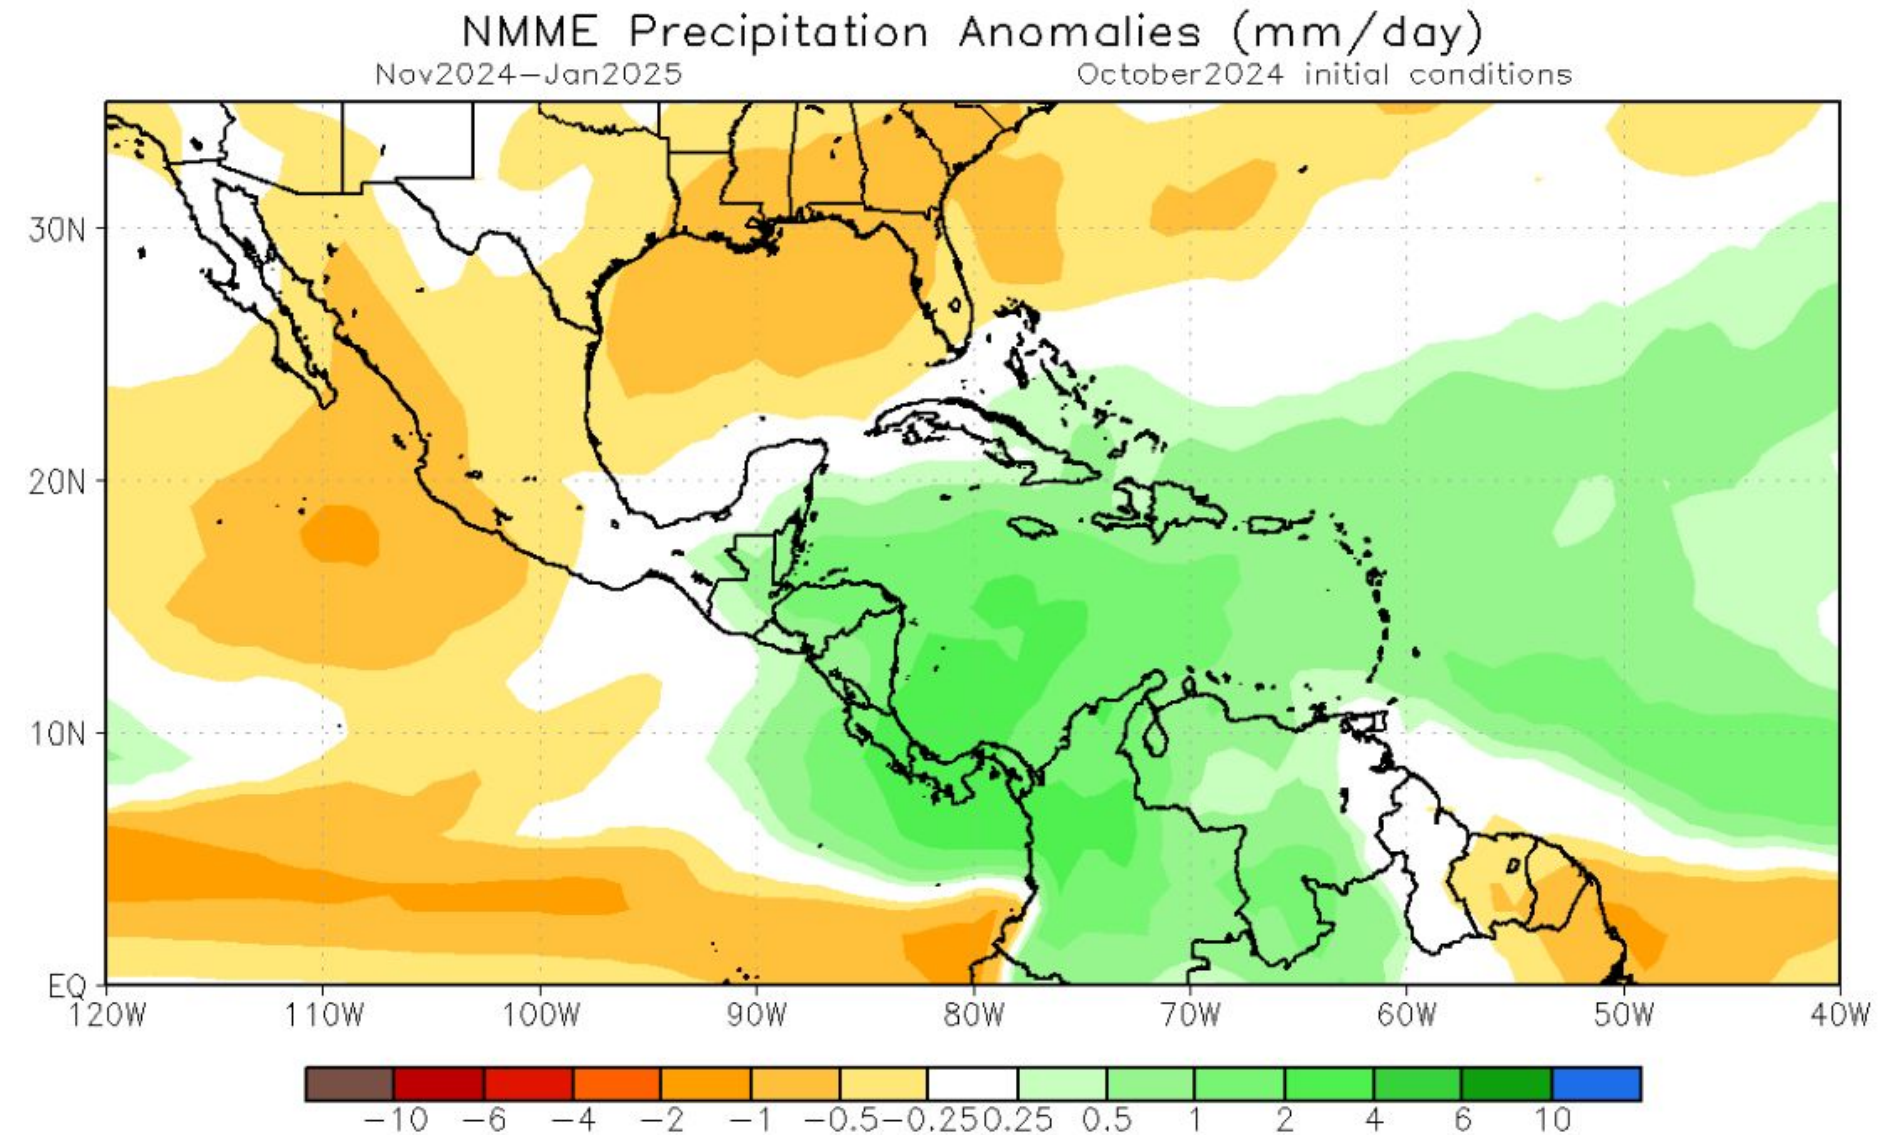 NMME Precipitation Anomalies (mm/day)
Nov2024-Jan2025 October2024 initial conditions
30N
20N
10N
EQ
120W 110W 100W 90W 80W 70W 60W 50W 40W
-10 -6 -4 -2 -1 -0.5 -0.25 0.25 0.5 1 2 4 6 10